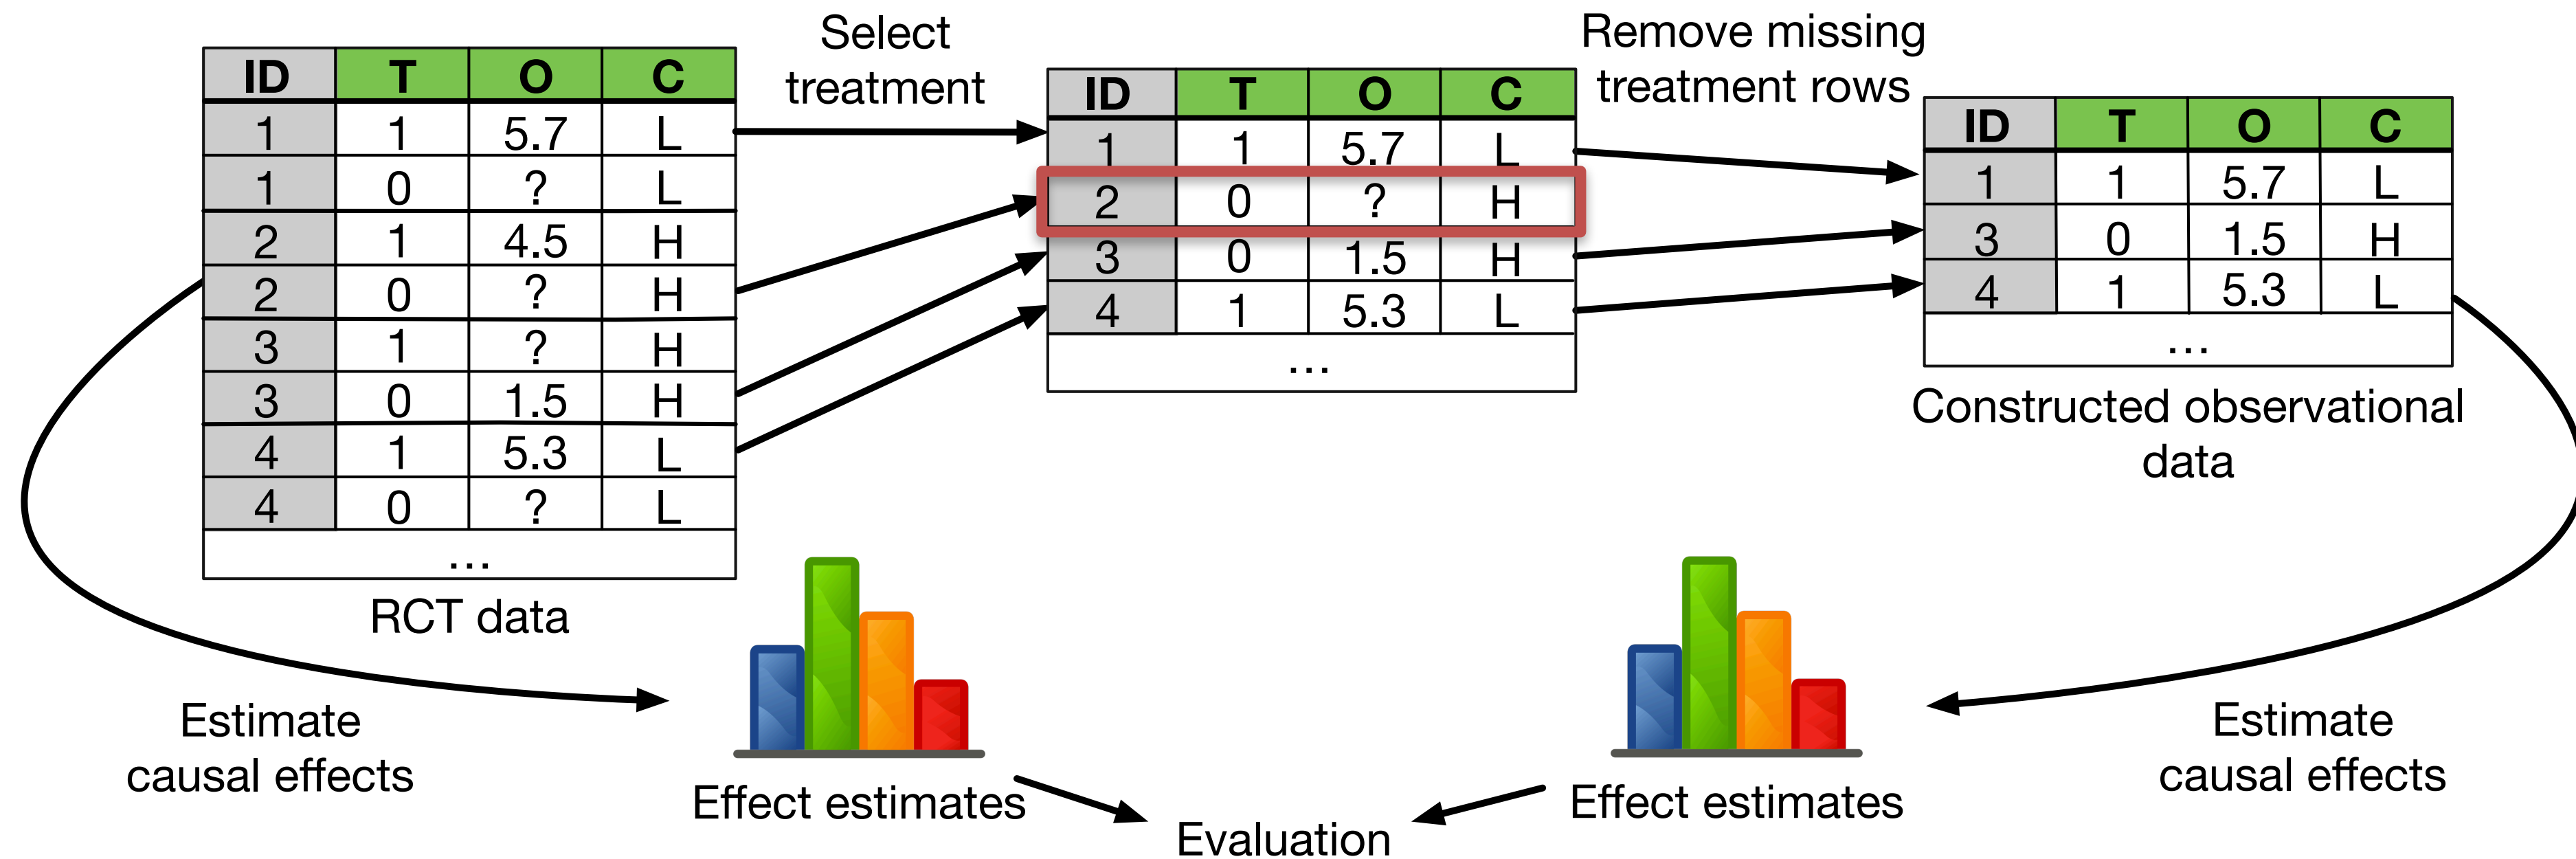 Select
treatment
Remove missing
treatment rows
ID T O C
1 1 5.7 L
1 0 ? L
2 1 4.5 H
2 0 ? H
3 1 ? H
3 0 1.5 H
4 1 5.3 L
4 0 ? L
...
RCT data
ID T O C
1 1 5.7 L
2 0 ? H
3 0 1.5 H
4 1 5.3 L
...
ID T O C
1 1 5.7 L
3 0 1.5 H
4 1 5.3 L
...
Constructed observational
data
Estimate
causal effects
Effect estimates
Evaluation
Effect estimates
Estimate
causal effects